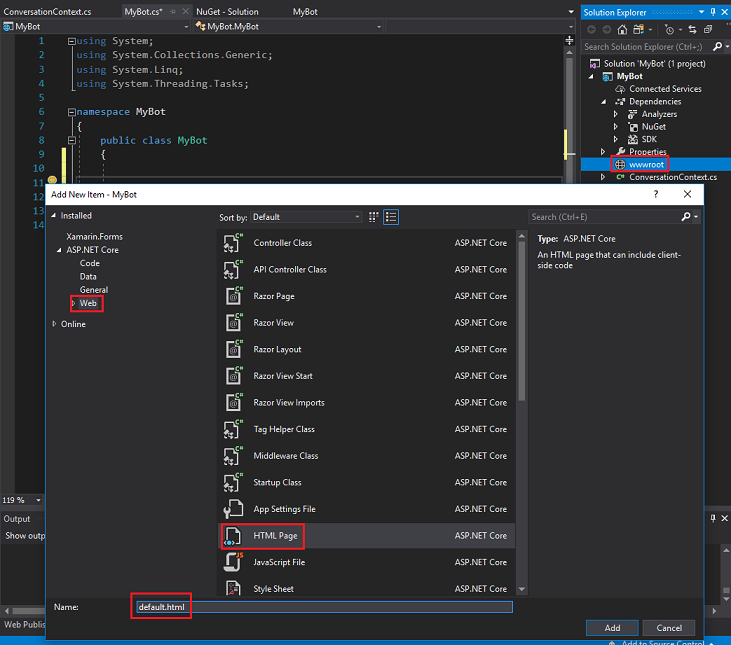 ConversationContext.cs MyBot.cs* NuGet - Solution MyBot
MyBot MyBot.MyBot
1 using System;
2 using System.Collections.Generic;
3 using System.Linq;
4 using System.Threading.Tasks;
5
6 namespace MyBot
7 {
8 public class MyBot
9 {
10
11
12
13
14
Solution Explorer
Search Solution Explorer (Ctrl+;)
Solution 'MyBot' (1 project)
MyBot
Connected Services
Dependencies
Analyzers
NuGet
SDK
Properties
wwwroot
C# ConversationContext.cs
Add New Item - MyBot
Installed
Xamarin.Forms
ASP.NET Core
Code
Data
General
Web
Online
Sort by: Default
Search (Ctrl+E)
Controller Class ASP.NET Core
API Controller Class ASP.NET Core
Razor Page ASP.NET Core
Razor View ASP.NET Core
Razor Layout ASP.NET Core
Razor View Start ASP.NET Core
Razor View Imports ASP.NET Core
Tag Helper Class ASP.NET Core
Middleware Class ASP.NET Core
Startup Class ASP.NET Core
App Settings File ASP.NET Core
HTML Page ASP.NET Core
JavaScript File ASP.NET Core
Style Sheet ASP.NET Core
Type: ASP.NET Core
An HTML page that can include client-
side code
Name: default.html
Add Cancel
119 %
Output
Show outp
Web Publis
Add to Source Control